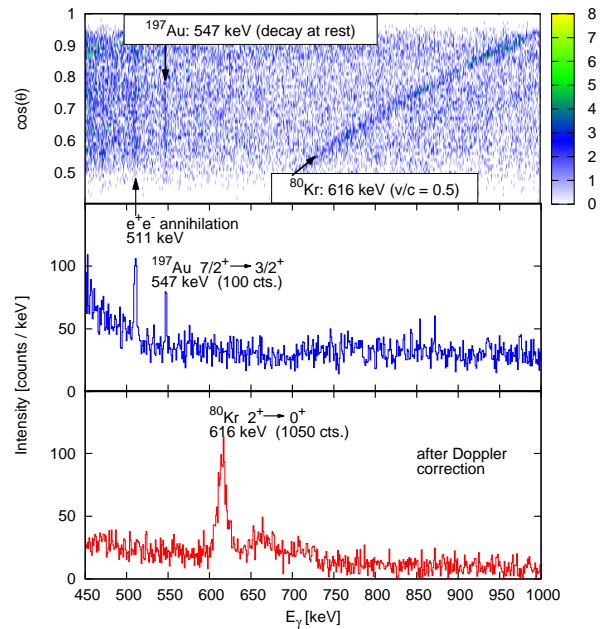 ¹⁹⁷Au: 547 keV (decay at rest)
cos(θ)
1
0.9
0.8
0.7
0.6
0.5
8
7
6
5
4
3
2
1
0
⁸⁰Kr: 616 keV (v/c = 0.5)
e⁺e⁻ annihilation
511 keV
¹⁹⁷Au 7/2⁺ → 3/2⁺
547 keV (100 cts.)
100
50
0
Intensity [counts / keV]
⁸⁰Kr 2⁺ → 0⁺
616 keV (1050 cts.)
after Doppler
correction
100
50
0
450 500 550 600 650 700 750 800 850 900 950 1000
E_γ [keV]